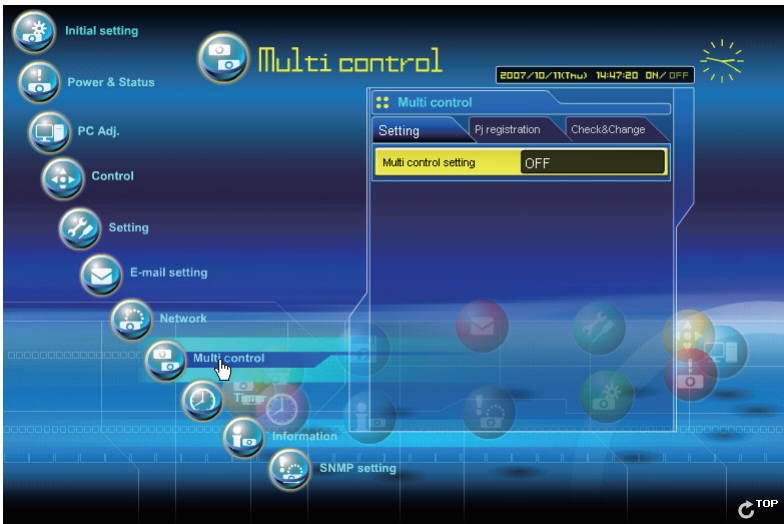 Initial setting
Power & Status
PC Adj.
Control
Setting
E-mail setting
Network
Multi control
Information
SNMP setting
Multi control
2007/10/11(Thu) 14:47:20 ON/OFF
Multi control
Setting
Pj registration
Check&Change
Multi control setting
OFF
TOP